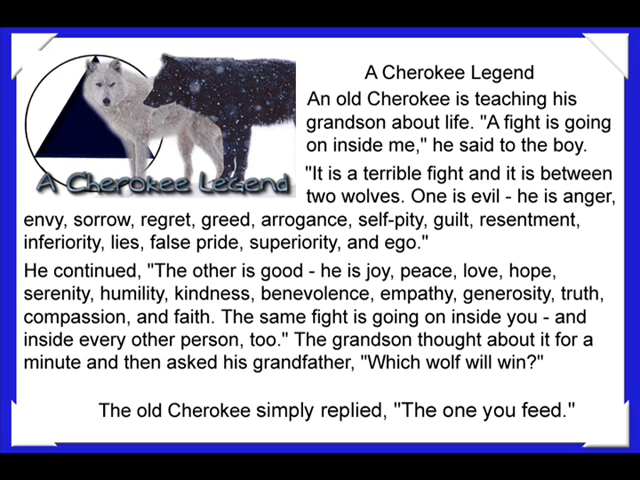 A Cherokee Legend
An old Cherokee is teaching his
grandson about life. "A fight is going
on inside me," he said to the boy.
A Cherokee Legend
"It is a terrible fight and it is between
two wolves. One is evil - he is anger,
envy, sorrow, regret, greed, arrogance, self-pity, guilt, resentment,
inferiority, lies, false pride, superiority, and ego."
He continued, "The other is good - he is joy, peace, love, hope,
serenity, humility, kindness, benevolence, empathy, generosity, truth,
compassion, and faith. The same fight is going on inside you - and
inside every other person, too." The grandson thought about it for a
minute and then asked his grandfather, "Which wolf will win?"
The old Cherokee simply replied, "The one you feed."